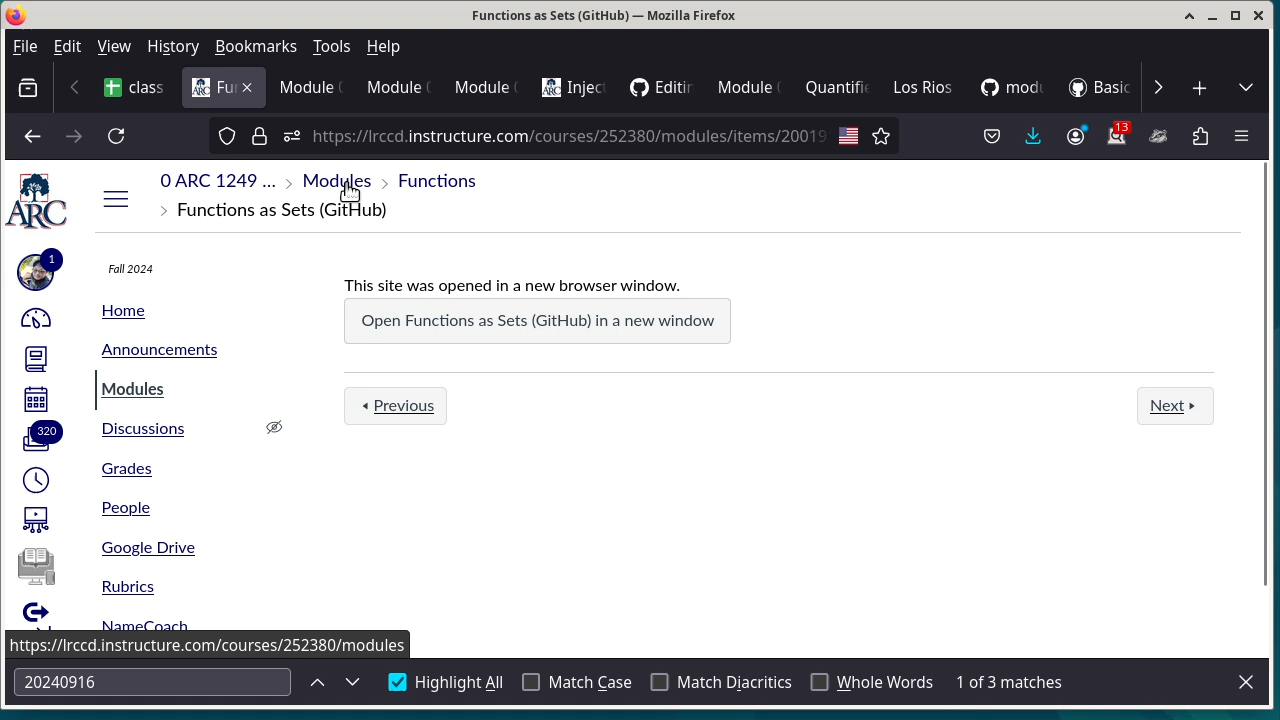 Functions as Sets (GitHub) — Mozilla Firefox
File Edit View History Bookmarks Tools Help
class Fu Module Module Module Inject Editin Module Quantifie Los Rios modu Basic
https://lrccd.instructure.com/courses/252380/modules/items/20019 13
ARC
0 ARC 1249 ... > Modules > Functions
> Functions as Sets (GitHub)
1
Fall 2024
This site was opened in a new browser window.
Home
Open Functions as Sets (GitHub) in a new window
Announcements
Modules
Previous
Next
Discussions
320
Grades
People
Google Drive
Rubrics
NameCoach
https://lrccd.instructure.com/courses/252380/modules
20240916 Highlight All Match Case Match Diacritics Whole Words 1 of 3 matches